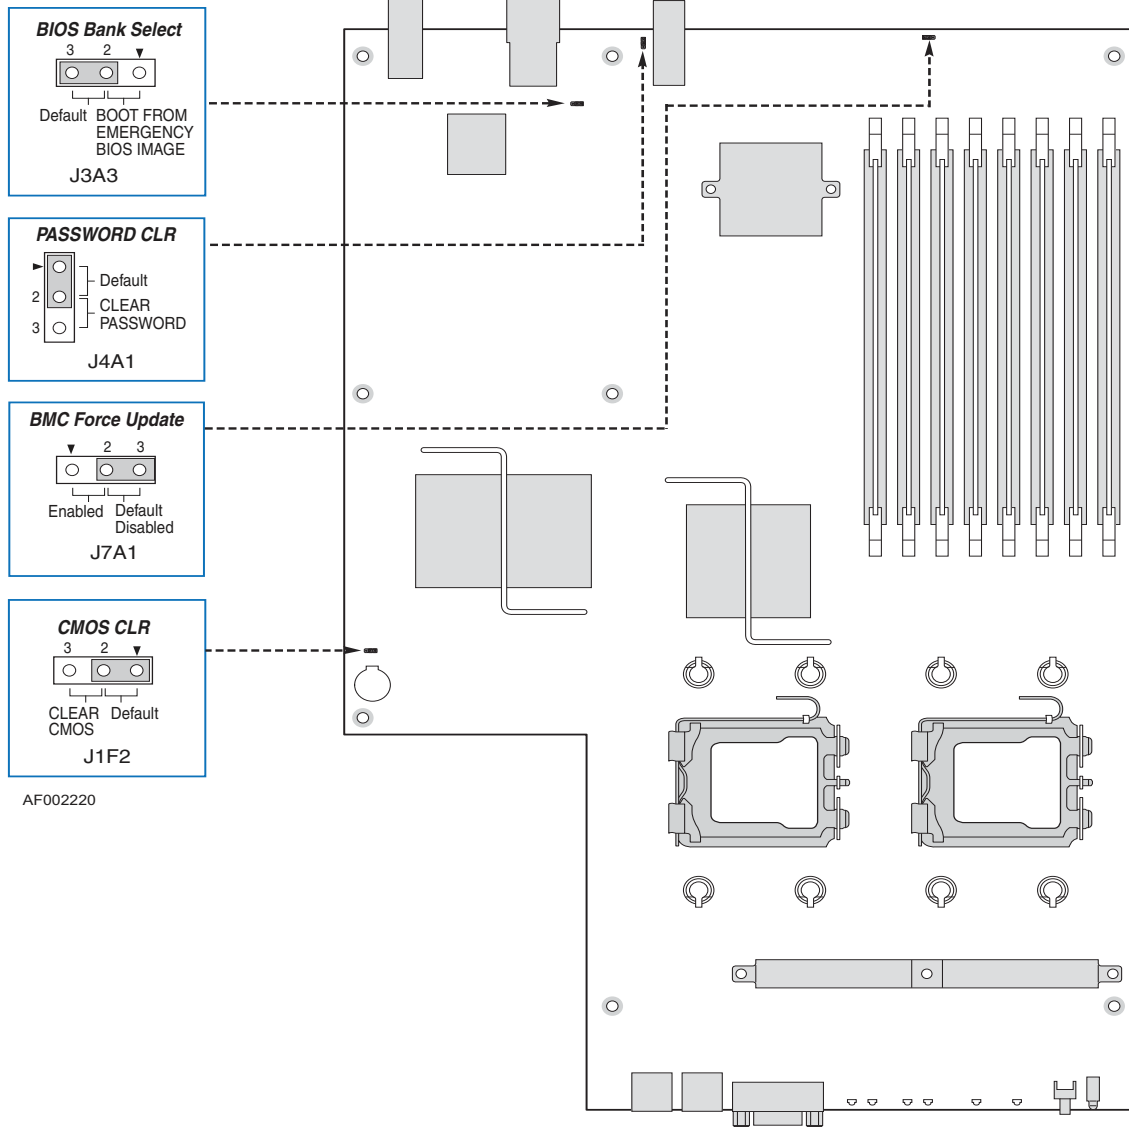 BIOS Bank Select
3 2 ▼
Default BOOT FROM
EMERGENCY
BIOS IMAGE
J3A3
PASSWORD CLR
►
Default
2
CLEAR
PASSWORD
3
J4A1
BMC Force Update
▼ 2 3
Enabled Default
Disabled
J7A1
CMOS CLR
3 2 ▼
CLEAR Default
CMOS
J1F2
AF002220